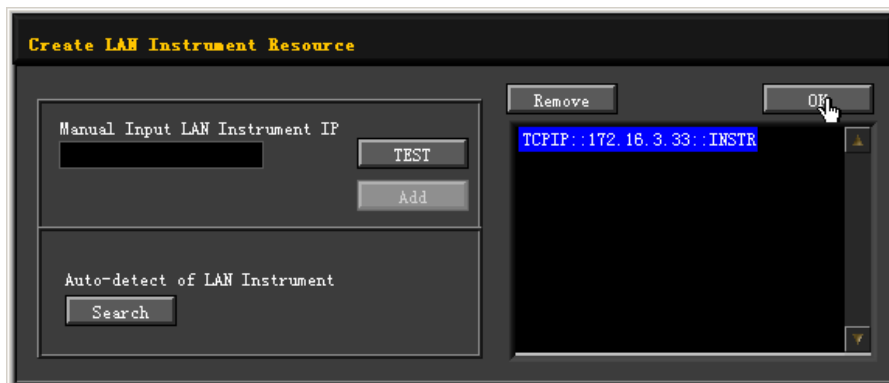 Create LAN Instrument Resource
Remove
OK
Manual Input LAN Instrument IP
TEST
Add
TCPIP::172.16.3.33::INSTR
Auto-detect of LAN Instrument
Search